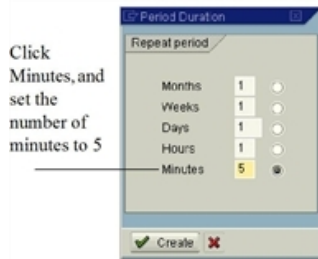 Period Duration
Repeat period
Click
Minutes, and
set the
number of
minutes to 5
Months 1
Weeks 1
Days 1
Hours 1
Minutes 5
Create